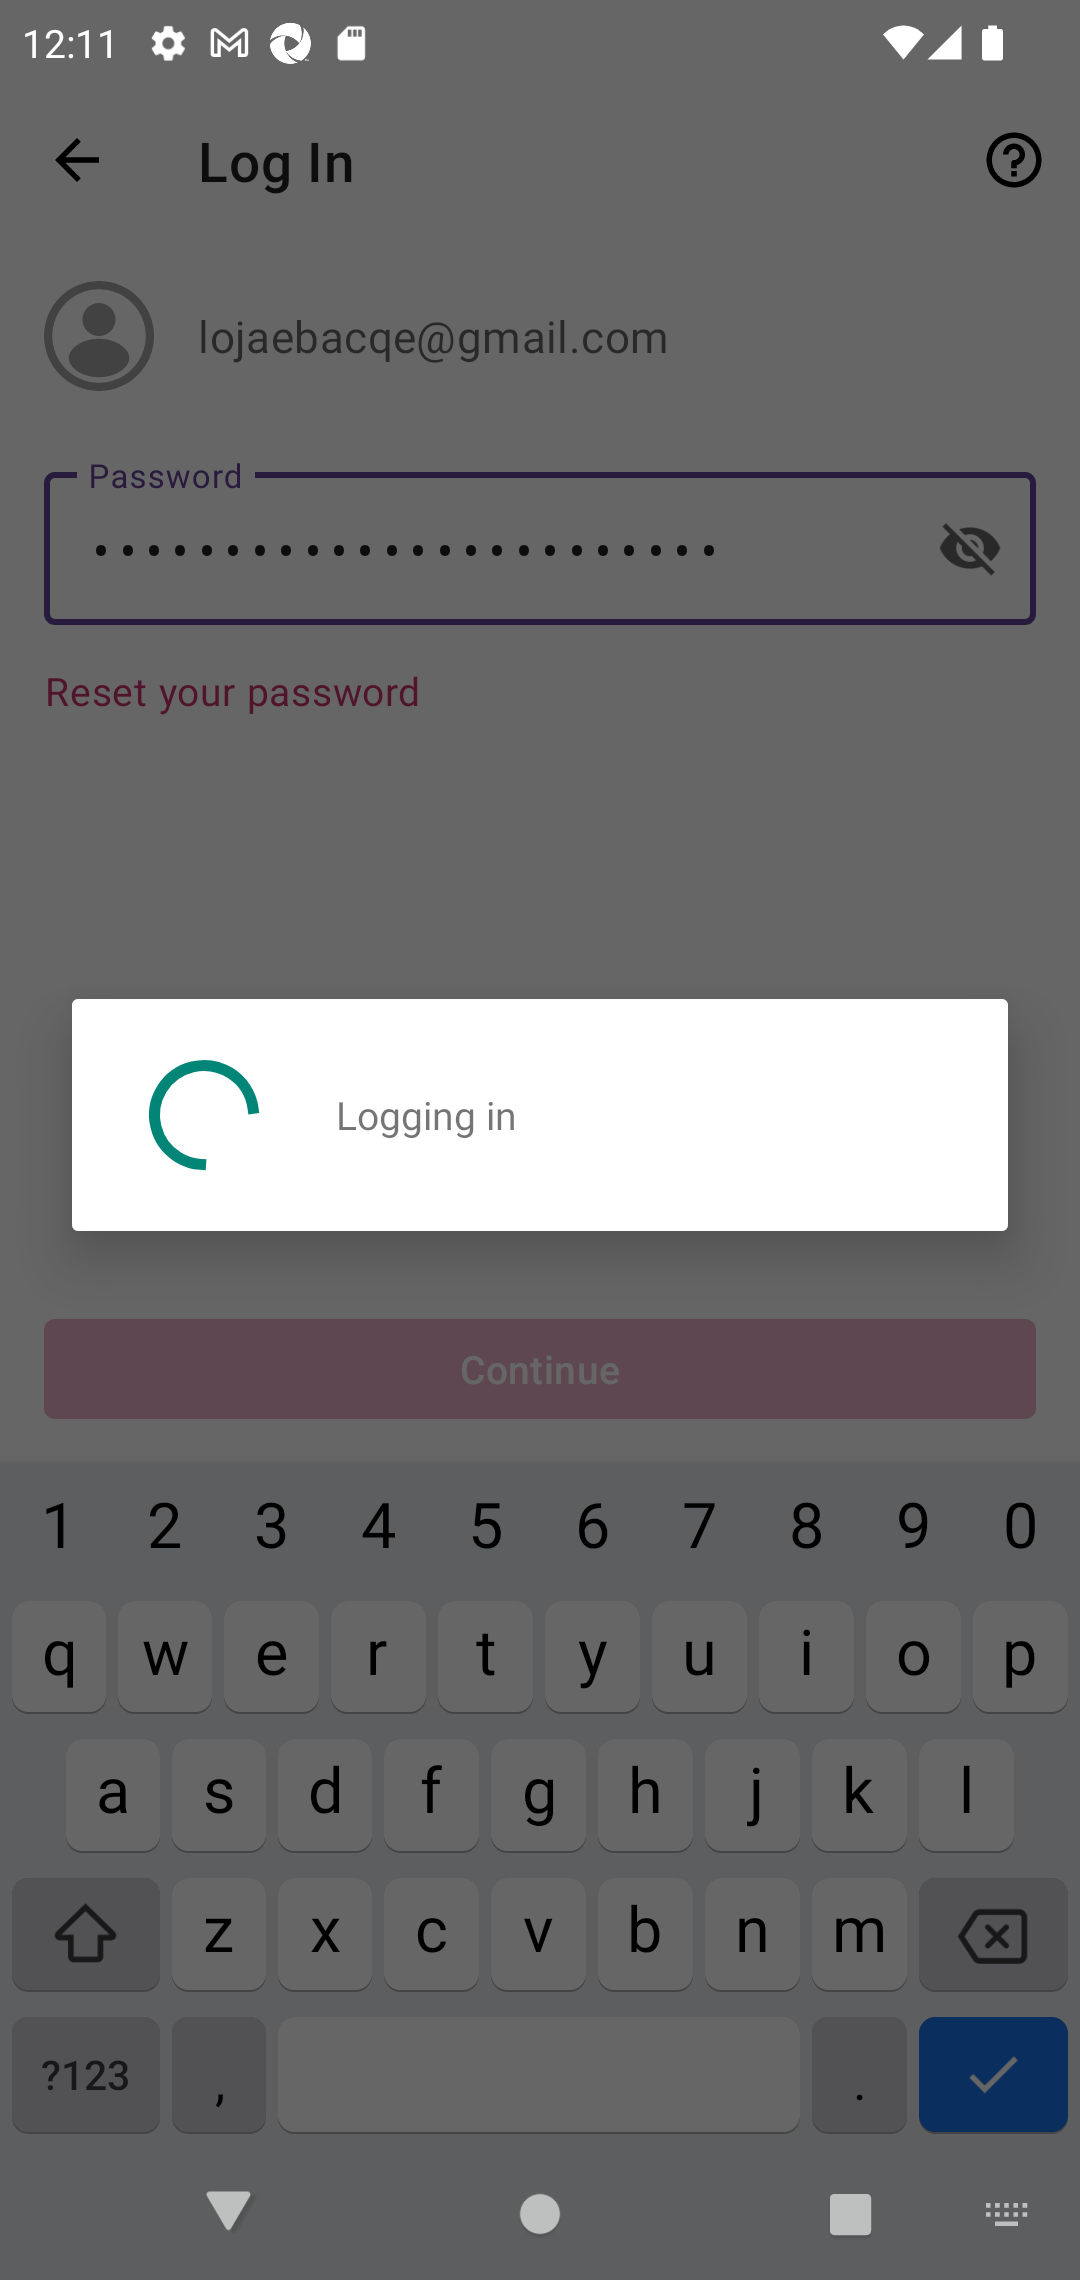 12:11
Log In
lojaebacqe@gmail.com
Password
••••••••••••••••••••••••
Reset your password
Logging in
Continue
1 2 3 4 5 6 7 8 9 0
q w e r t y u i o p
a s d f g h j k l
z x c v b n m
?123 , .